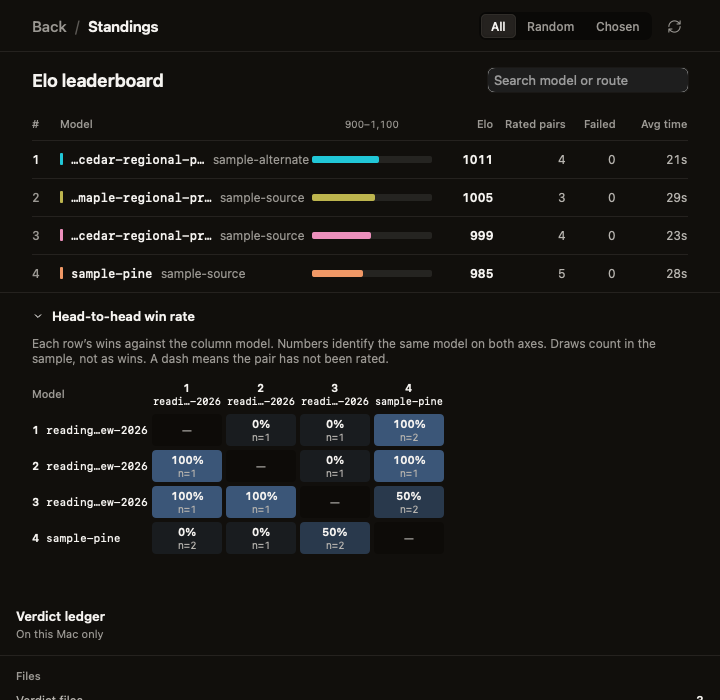 Back / Standings
All Random Chosen
Elo leaderboard
Search model or route
# Model 900–1,100 Elo Rated pairs Failed Avg time
1 …cedar-regional-p… sample-alternate 1011 4 0 21s
2 …maple-regional-pr… sample-source 1005 3 0 29s
3 …cedar-regional-pr… sample-source 999 4 0 23s
4 sample-pine sample-source 985 5 0 28s
Head-to-head win rate
Each row’s wins against the column model. Numbers identify the same model on both axes. Draws count in the
sample, not as wins. A dash means the pair has not been rated.
Model
1 2 3 4
readi…-2026 readi…-2026 readi…-2026 sample-pine
1 reading…ew-2026 — 0% 0% 100%
n=1 n=1 n=2
2 reading…ew-2026 100% — 0% 100%
n=1 n=1 n=1
3 reading…ew-2026 100% 100% — 50%
n=1 n=1 n=2
4 sample-pine 0% 0% 50% —
n=2 n=1 n=2
Verdict ledger
On this Mac only
Files
Verdict files